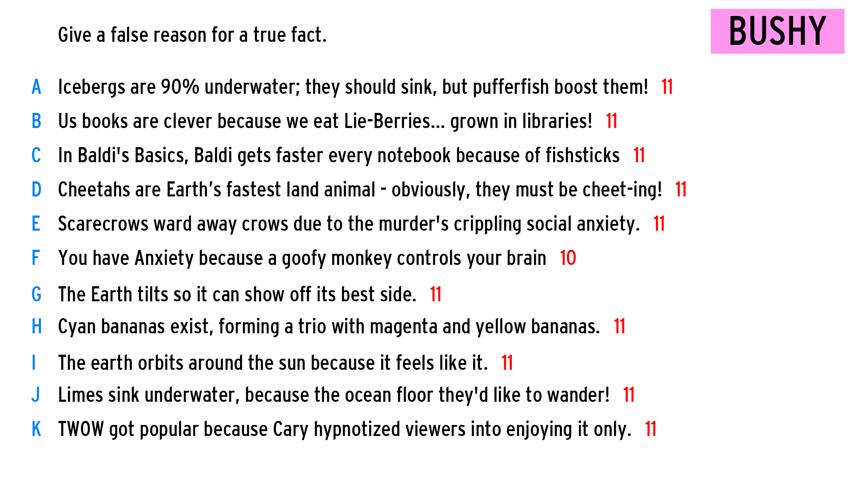 Give a false reason for a true fact.
BUSHY
A Icebergs are 90% underwater; they should sink, but pufferfish boost them! 11
B Us books are clever because we eat Lie-Berries... grown in libraries! 11
C In Baldi's Basics, Baldi gets faster every notebook because of fishsticks 11
D Cheetahs are Earth’s fastest land animal - obviously, they must be cheet-ing! 11
E Scarecrows ward away crows due to the murder's crippling social anxiety. 11
F You have Anxiety because a goofy monkey controls your brain 10
G The Earth tilts so it can show off its best side. 11
H Cyan bananas exist, forming a trio with magenta and yellow bananas. 11
I The earth orbits around the sun because it feels like it. 11
J Limes sink underwater, because the ocean floor they'd like to wander! 11
K TWOW got popular because Cary hypnotized viewers into enjoying it only. 11